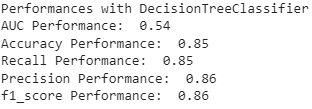 Performances with DecisionTreeClassifier
AUC Performance:  0.54
Accuracy Performance:  0.85
Recall Performance:  0.85
Precision Performance:  0.86
f1_score Performance:  0.86